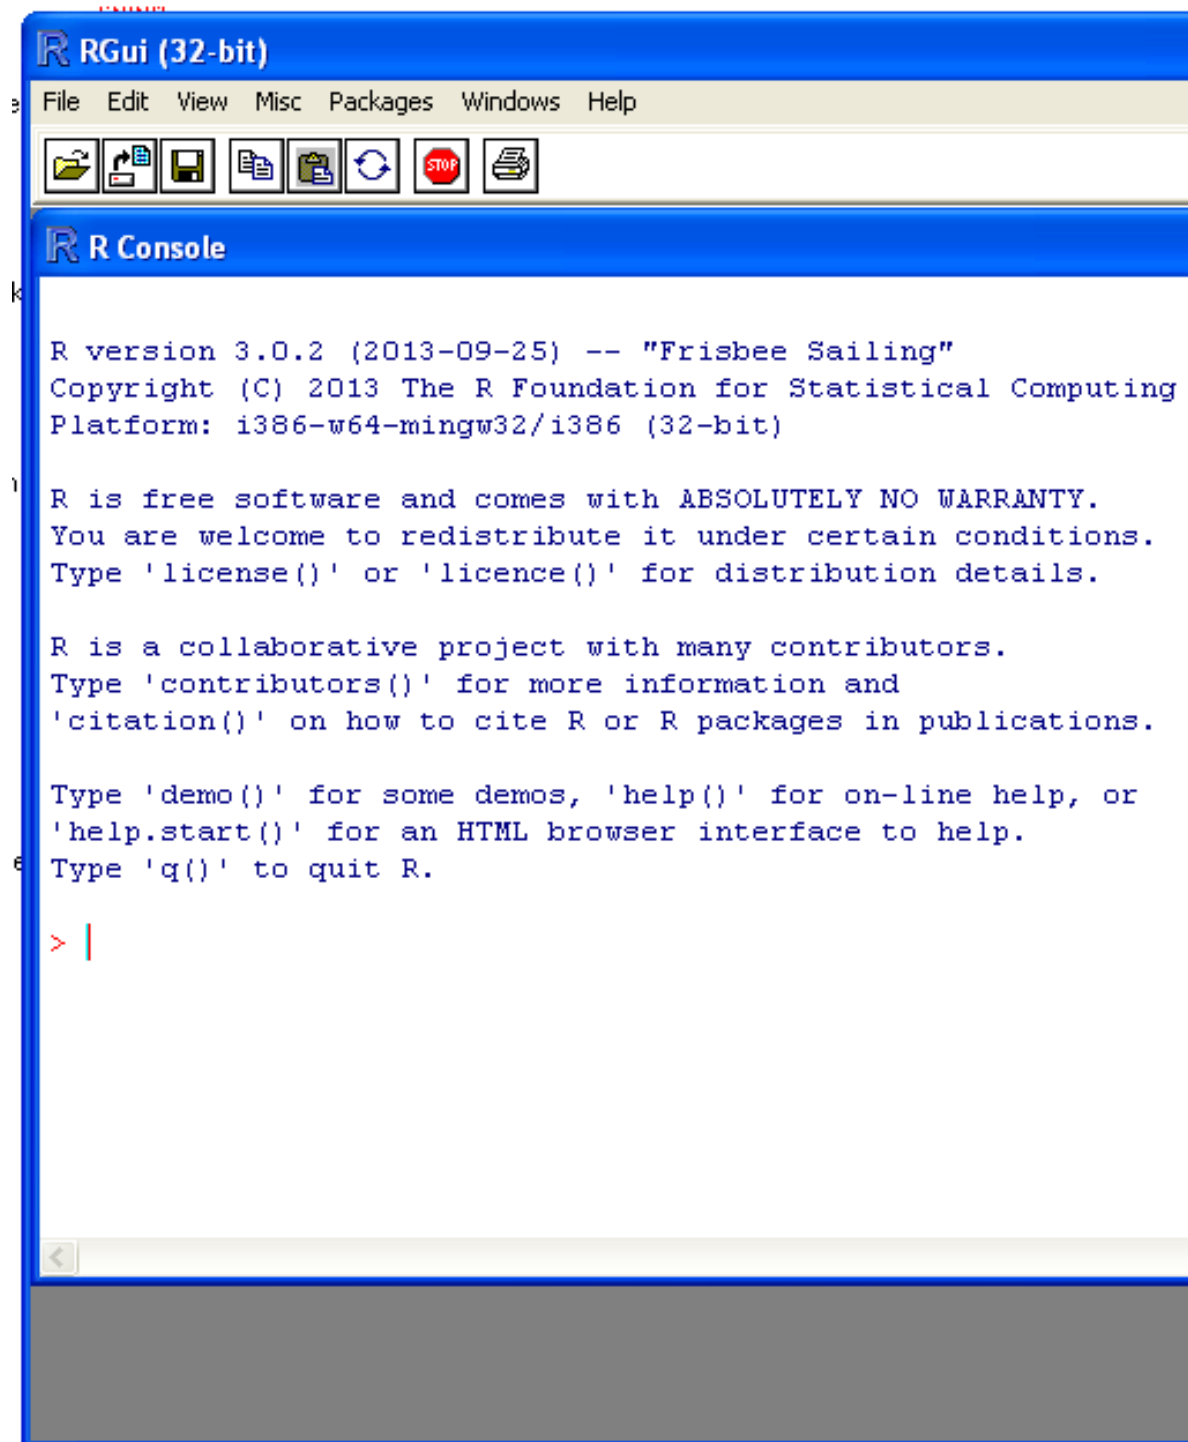 RGui (32-bit)
File Edit View Misc Packages Windows Help
STOP
R Console
R version 3.0.2 (2013-09-25) -- "Frisbee Sailing"
Copyright (C) 2013 The R Foundation for Statistical Computing
Platform: i386-w64-mingw32/i386 (32-bit)
R is free software and comes with ABSOLUTELY NO WARRANTY.
You are welcome to redistribute it under certain conditions.
Type 'license()' or 'licence()' for distribution details.
R is a collaborative project with many contributors.
Type 'contributors()' for more information and
'citation()' on how to cite R or R packages in publications.
Type 'demo()' for some demos, 'help()' for on-line help, or
'help.start()' for an HTML browser interface to help.
Type 'q()' to quit R.
>